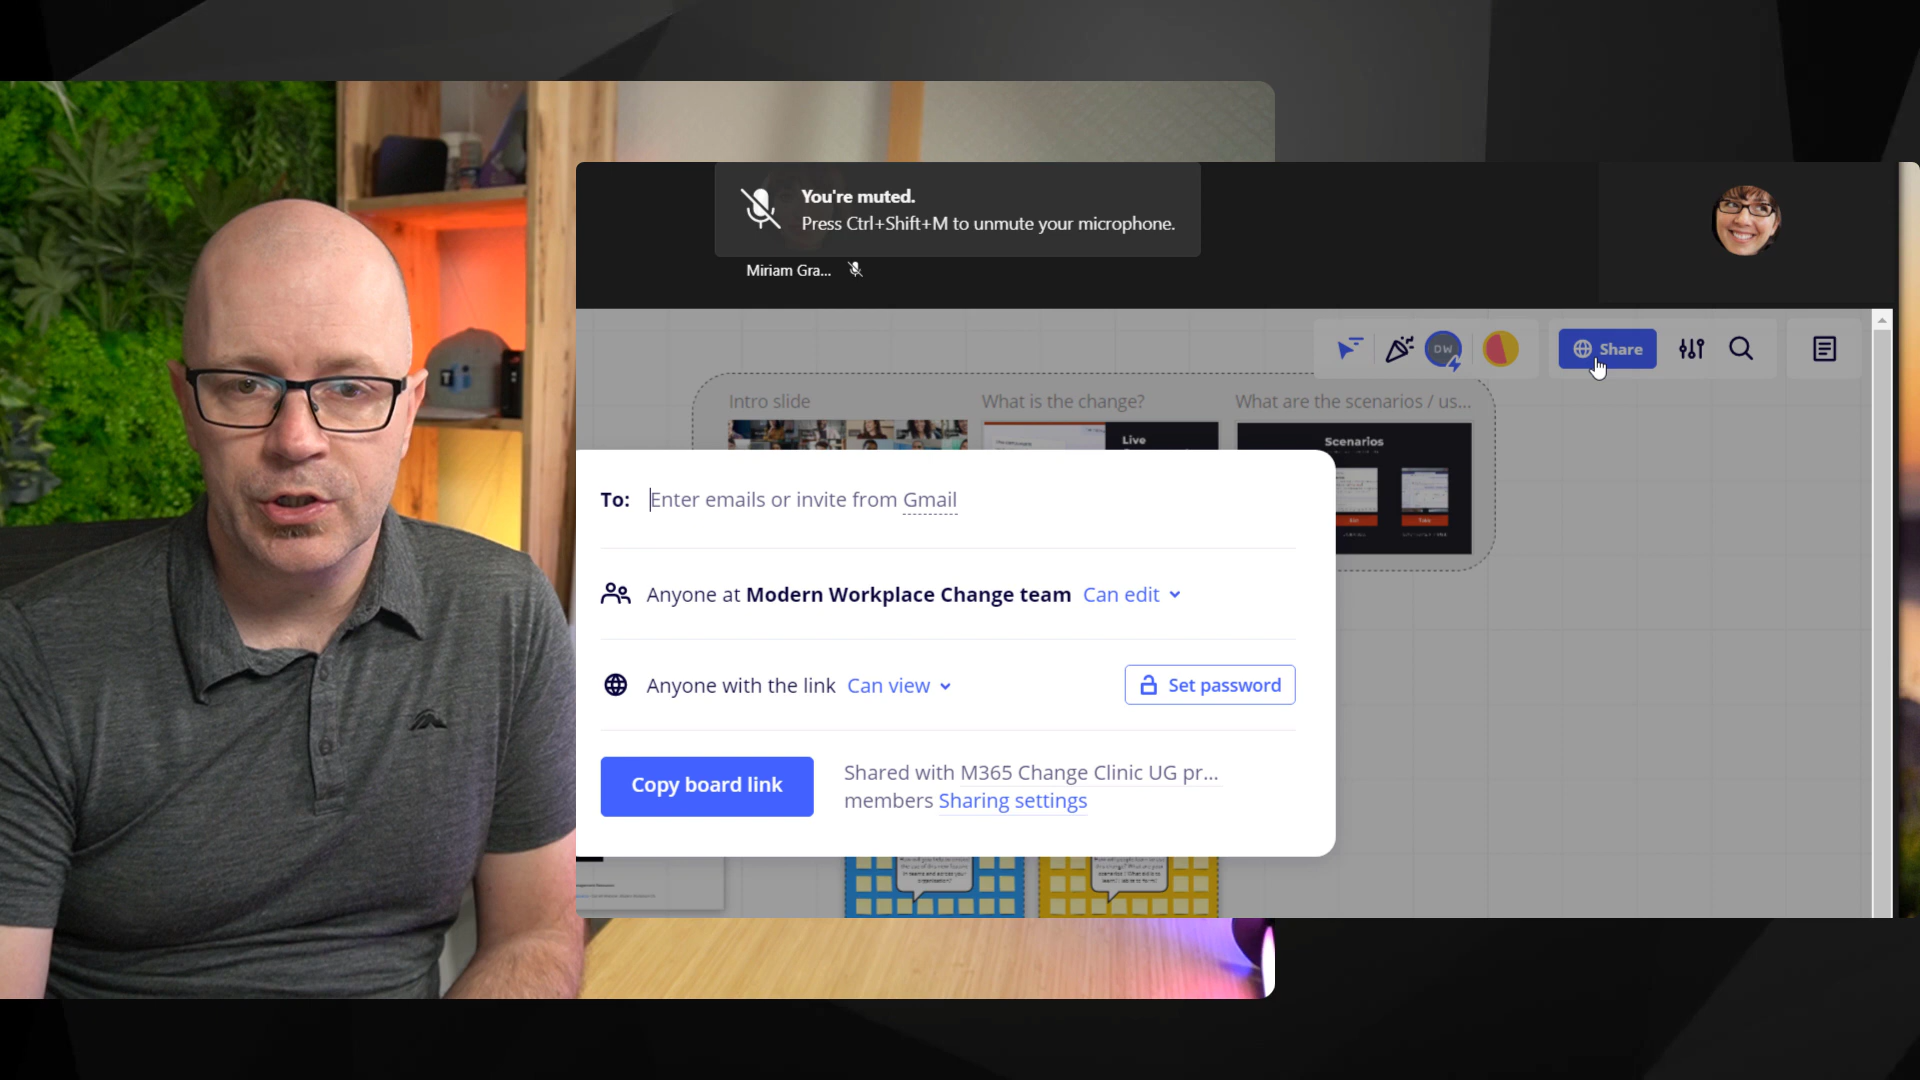 You're muted.
Press Ctrl+Shift+M to unmute your microphone.
Miriam Gra...
DW
Share
Intro slide
What is the change?
What are the scenarios / us...
Live
Scenarios
To: Enter emails or invite from Gmail
Anyone at Modern Workplace Change team Can edit
Anyone with the link Can view
Set password
Copy board link
Shared with M365 Change Clinic UG pr...
members Sharing settings